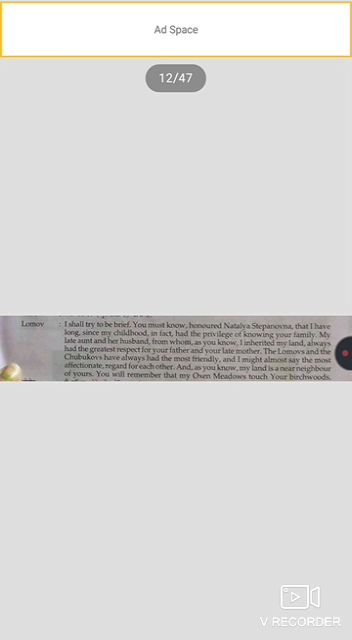 Ad Space
12/47
Lomov : I shall try to be brief. You must know, honoured Natalya Stepanovna, that I have
long, since my childhood, in fact, had the privilege of knowing your family. My
late aunt and her husband, from whom, as you know, I inherited my land, always
had the greatest respect for your father and your late mother. The Lomovs and the
Chubukovs have always had the most friendly, and I might almost say the most
affectionate, regard for each other. And, as you know, my land is a near neighbour
of yours. You will remember that my Oxen Meadows touch Your birchwoods.
V RECORDER